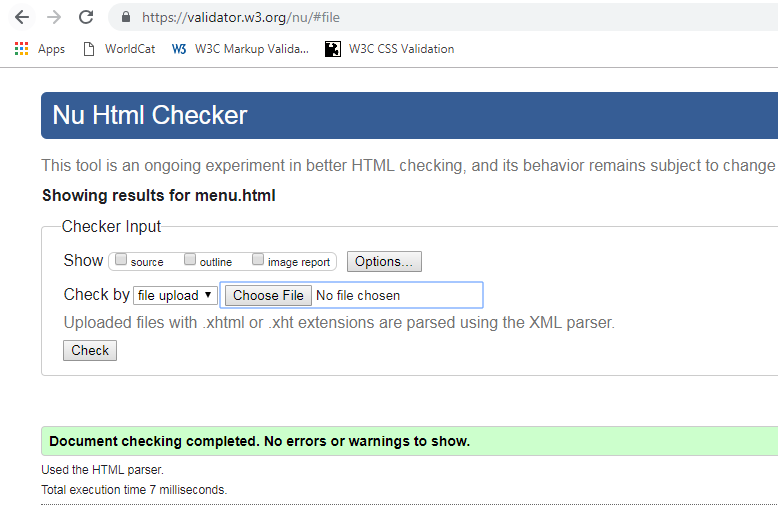 https://validator.w3.org/nu/#file
Apps WorldCat W3 W3C Markup Valida... W3C CSS Validation
Nu Html Checker
This tool is an ongoing experiment in better HTML checking, and its behavior remains subject to change
Showing results for menu.html
Checker Input
Show source outline image report Options...
Check by file upload Choose File No file chosen
Uploaded files with .xhtml or .xht extensions are parsed using the XML parser.
Check
Document checking completed. No errors or warnings to show.
Used the HTML parser.
Total execution time 7 milliseconds.